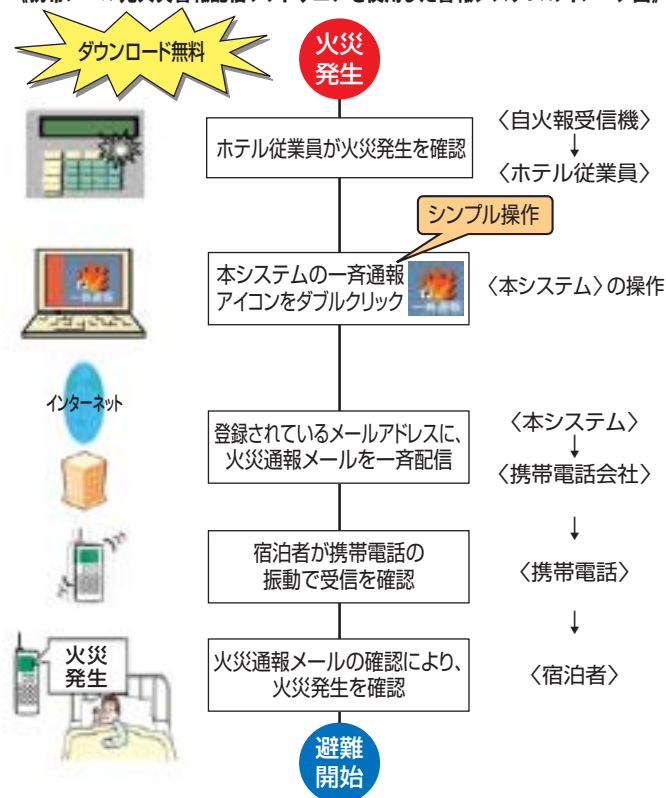 ダウンロード無料
火災
発生
ホテル従業員が火災発生を確認
〈自火報受信機〉
↓
〈ホテル従業員〉
シンプル操作
本システムの一斉通報
アイコンをダブルクリック
一斉通報
〈本システム〉の操作
インターネット
登録されているメールアドレスに、
火災通報メールを一斉配信
〈本システム〉
↓
〈携帯電話会社〉
↓
宿泊者が携帯電話の
振動で受信を確認
〈携帯電話〉
↓
火災
発生
火災通報メールの確認により、
火災発生を確認
〈宿泊者〉
避難
開始